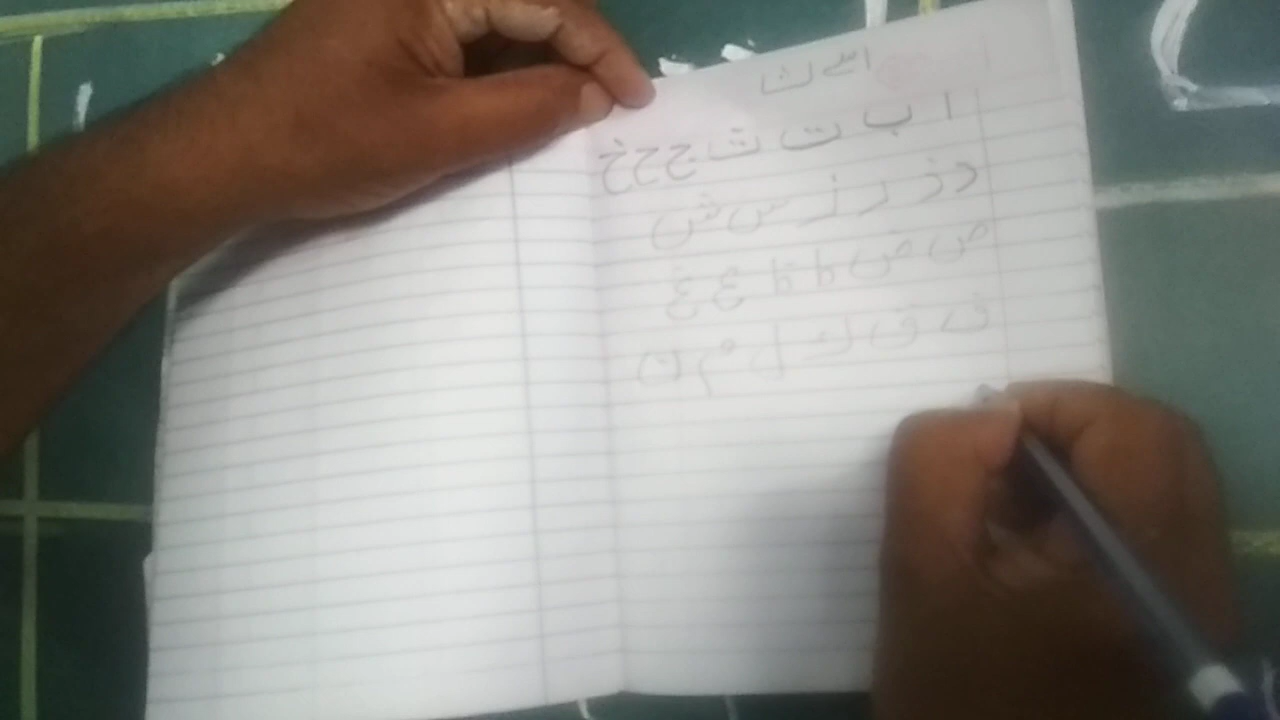 ا ب ت ث ج ح خ
د ذ ر ز س ش
ص ض ط ظ ع غ
ف ق ك ل م ن